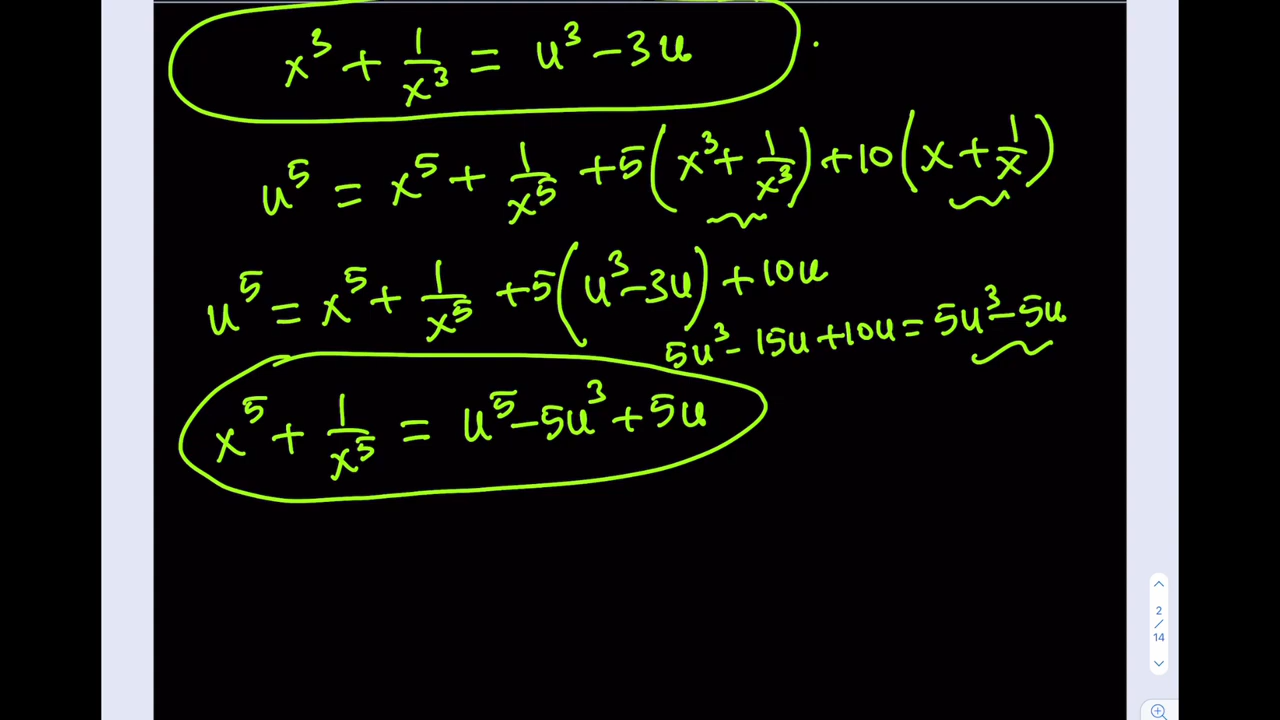 x³ + 1/x³ = u³ - 3u .
u⁵ = x⁵ + 1/x⁵ + 5(x³ + 1/x³) + 10(x + 1/x)
u⁵ = x⁵ + 1/x⁵ + 5(u³ - 3u) + 10u
5u³ - 15u + 10u = 5u³ - 5u
x⁵ + 1/x⁵ = u⁵ - 5u³ + 5u
2
/
14